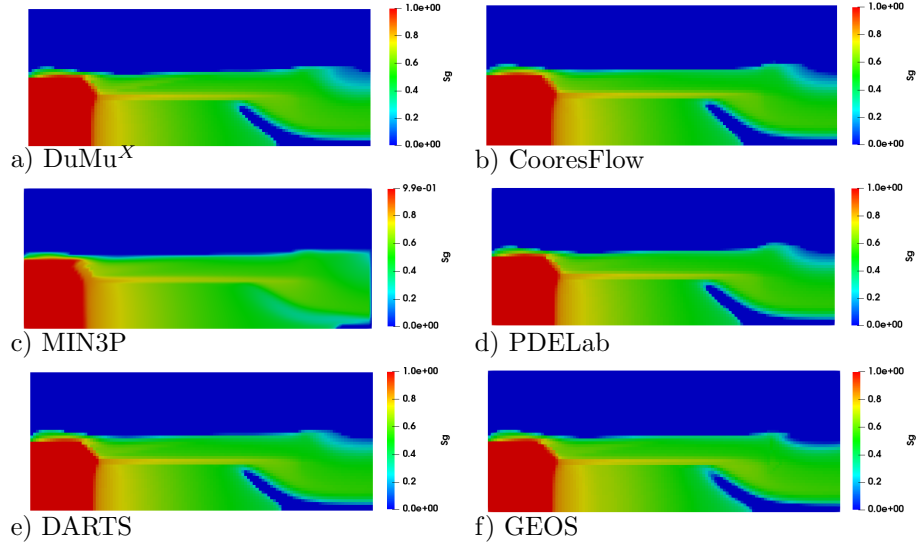 1.0e+00
0.8
0.6
0.4
0.2
0.0e+00
Sg
a) DuMu^X
1.0e+00
0.8
0.6
0.4
0.2
0.0e+00
Sg
b) CooresFlow
9.9e-01
0.8
0.6
0.4
0.2
0.0e+00
Sg
c) MIN3P
1.0e+00
0.8
0.6
0.4
0.2
0.0e+00
Sg
d) PDELab
1.0e+00
0.8
0.6
0.4
0.2
0.0e+00
Sg
e) DARTS
1.0e+00
0.8
0.6
0.4
0.2
0.0e+00
Sg
f) GEOS